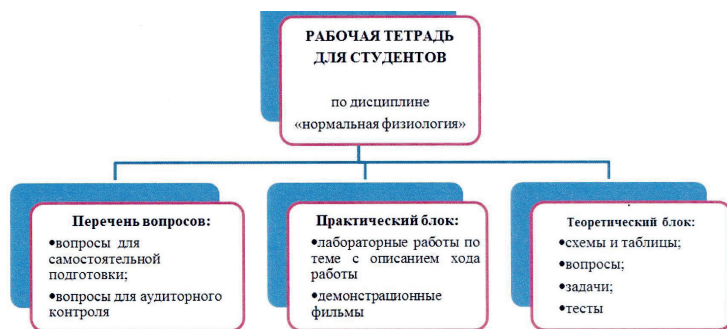 РАБОЧАЯ ТЕТРАДЬ
ДЛЯ СТУДЕНТОВ
по дисциплине
«нормальная физиология»
Перечень вопросов:
•вопросы для
самостоятельной
подготовки;
•вопросы для аудиторного
контроля
Практический блок:
•лабораторные работы по
теме с описанием хода
работы
•демонстрационные
фильмы
Теоретический блок:
•схемы и таблицы;
•вопросы;
•задачи;
•тесты